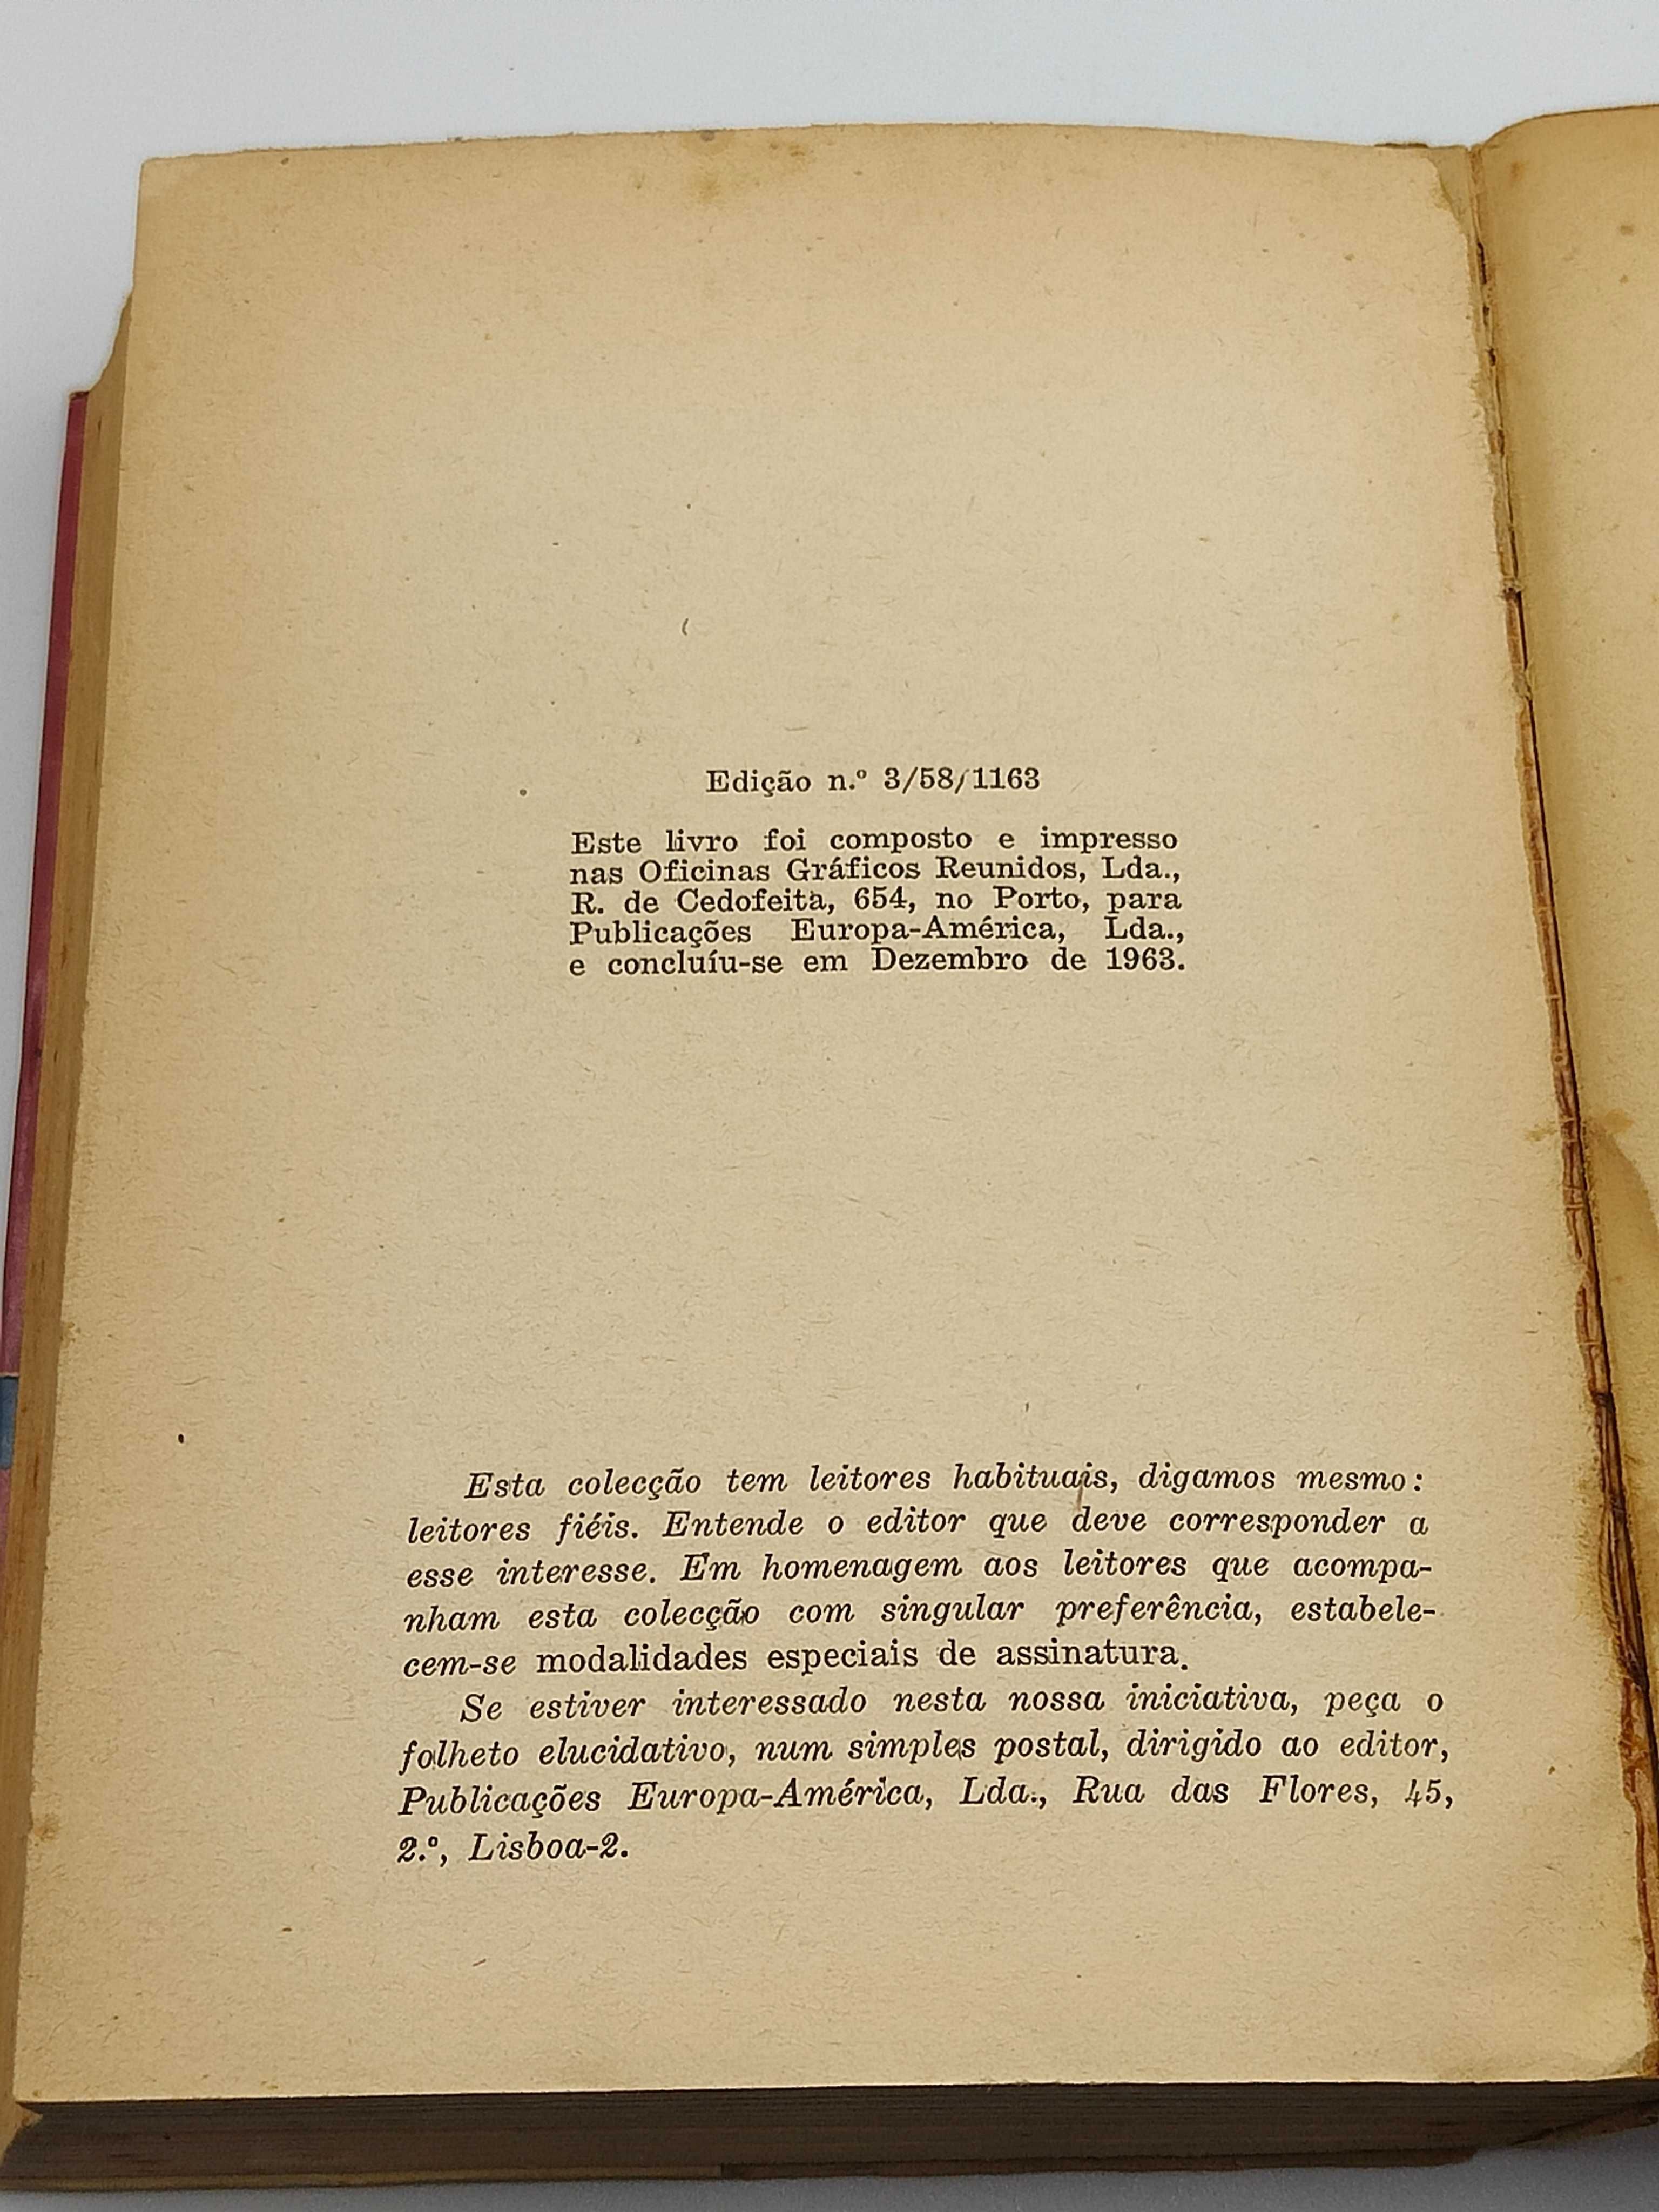 Edição n.º 3/58/1163
Este livro foi composto e impresso
nas Oficinas Gráficos Reunidos, Lda.,
R. de Cedofeita, 654, no Porto, para
Publicações Europa-América, Lda.,
e concluíu-se em Dezembro de 1963.
Esta colecção tem leitores habituais, digamos mesmo:
leitores fiéis. Entende o editor que deve corresponder a
esse interesse. Em homenagem aos leitores que acompa-
nham esta colecção com singular preferência, estabele-
cem-se modalidades especiais de assinatura.
Se estiver interessado nesta nossa iniciativa, peça o
folheto elucidativo, num simples postal, dirigido ao editor,
Publicações Europa-América, Lda., Rua das Flores, 45,
2.º, Lisboa-2.